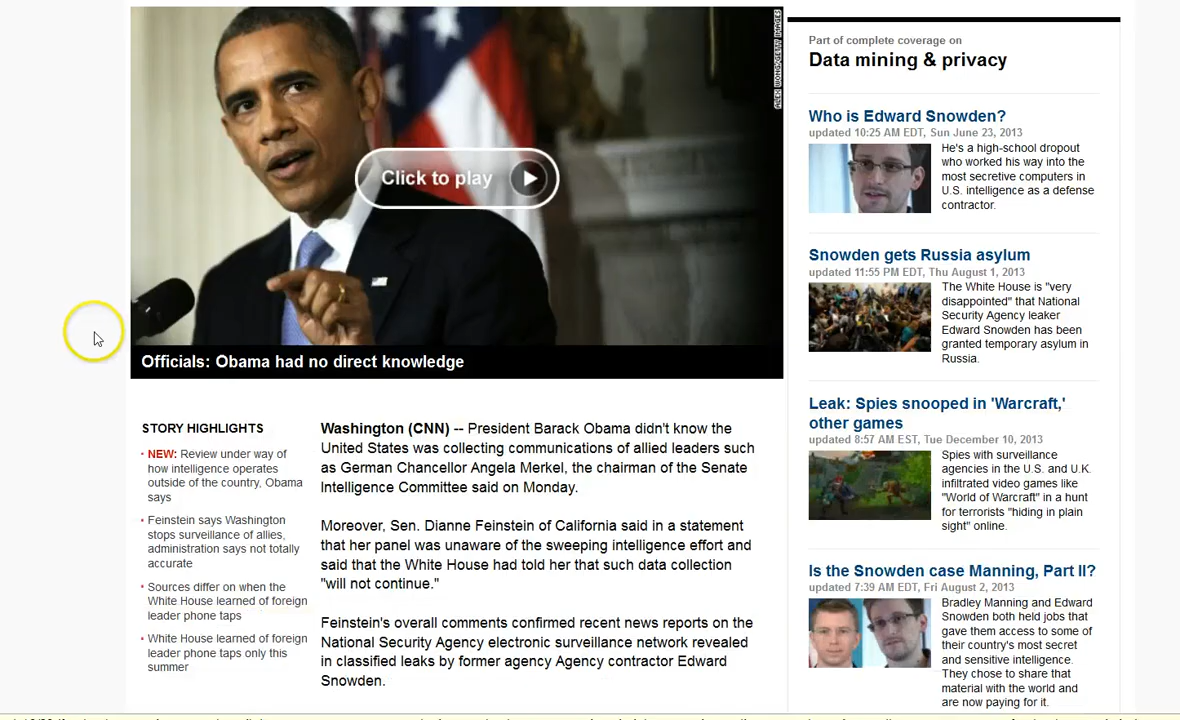 ALEX WONG/GETTY IMAGES
Click to play
Officials: Obama had no direct knowledge
STORY HIGHLIGHTS
• NEW: Review under way of
how intelligence operates
outside of the country, Obama
says
• Feinstein says Washington
stops surveillance of allies,
administration says not totally
accurate
• Sources differ on when the
White House learned of foreign
leader phone taps
• White House learned of foreign
leader phone taps only this
summer
Washington (CNN) -- President Barack Obama didn't know the
United States was collecting communications of allied leaders such
as German Chancellor Angela Merkel, the chairman of the Senate
Intelligence Committee said on Monday.
Moreover, Sen. Dianne Feinstein of California said in a statement
that her panel was unaware of the sweeping intelligence effort and
said that the White House had told her that such data collection
"will not continue."
Feinstein's overall comments confirmed recent news reports on the
National Security Agency electronic surveillance network revealed
in classified leaks by former agency Agency contractor Edward
Snowden.
Part of complete coverage on
Data mining & privacy
Who is Edward Snowden?
updated 10:25 AM EDT, Sun June 23, 2013
He's a high-school dropout
who worked his way into the
most secretive computers in
U.S. intelligence as a defense
contractor.
Snowden gets Russia asylum
updated 11:55 PM EDT, Thu August 1, 2013
The White House is "very
disappointed" that National
Security Agency leaker
Edward Snowden has been
granted temporary asylum in
Russia.
Leak: Spies snooped in 'Warcraft,'
other games
updated 8:57 AM EST, Tue December 10, 2013
Spies with surveillance
agencies in the U.S. and U.K.
infiltrated video games like
"World of Warcraft" in a hunt
for terrorists "hiding in plain
sight" online.
Is the Snowden case Manning, Part II?
updated 7:39 AM EDT, Fri August 2, 2013
Bradley Manning and Edward
Snowden both held jobs that
gave them access to some of
their country's most secret
and sensitive intelligence.
They chose to share that
material with the world and
are now paying for it.